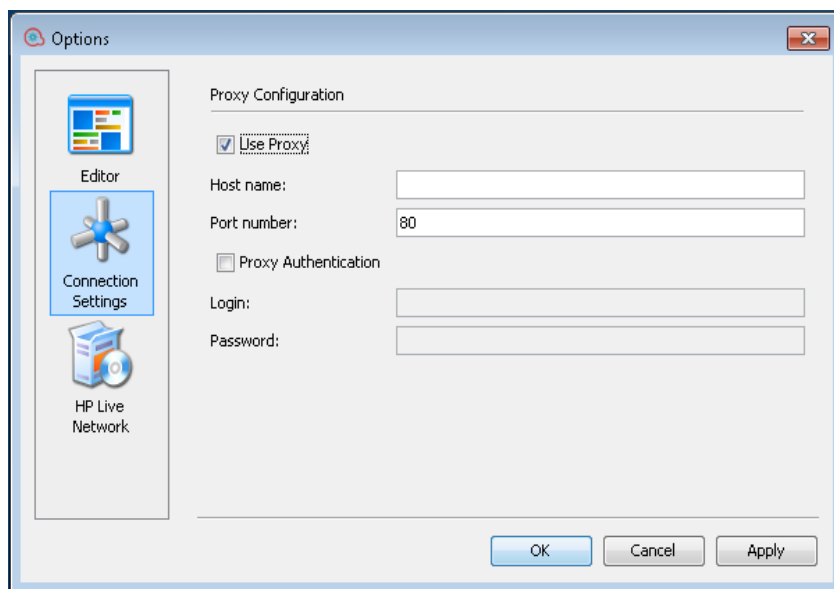 Options
Editor
Connection
Settings
HP Live
Network
Proxy Configuration
Use Proxy
Host name:
Port number:
80
Proxy Authentication
Login:
Password:
OK
Cancel
Apply